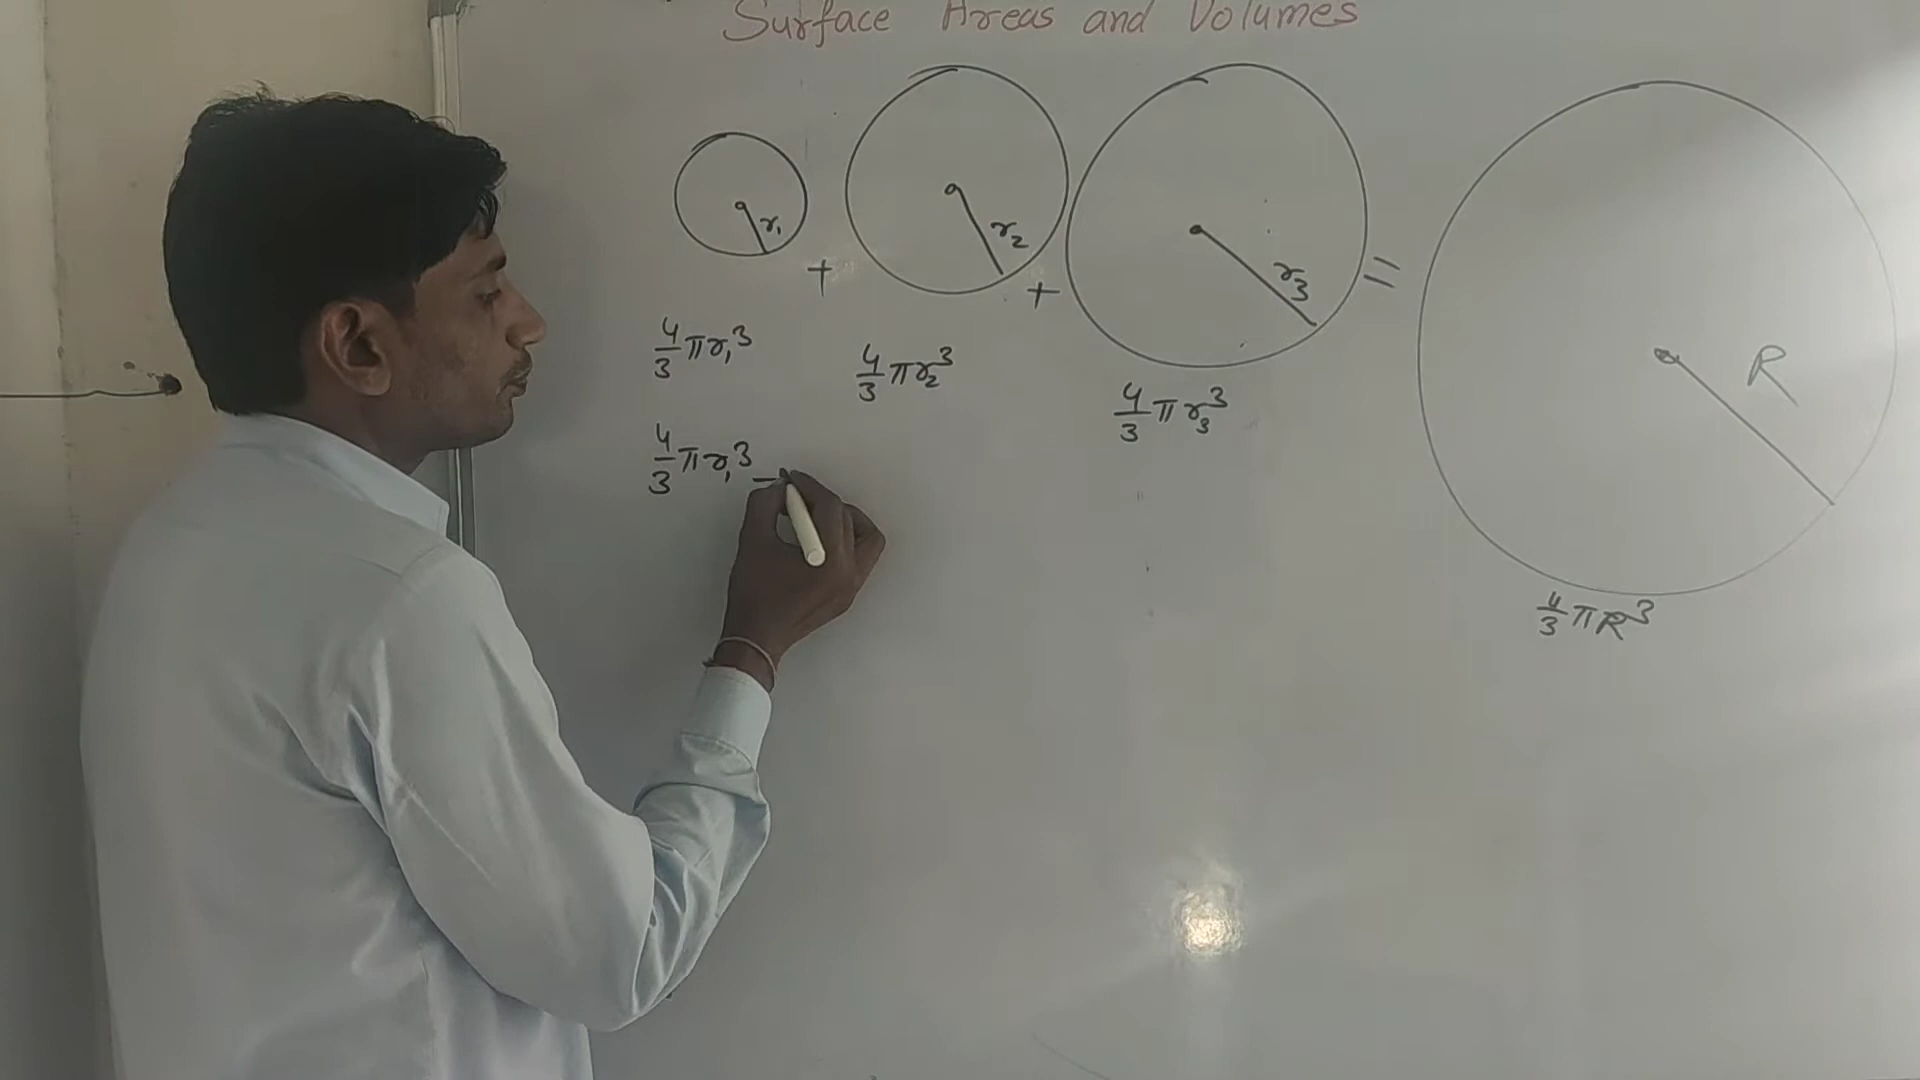 Surface Areas and Volumes
r₁ + r₂ + r₃ = R
4/3 πr₁³ 4/3 πr₂³ 4/3 πr₃³ 4/3 πR³
4/3 πr₁³